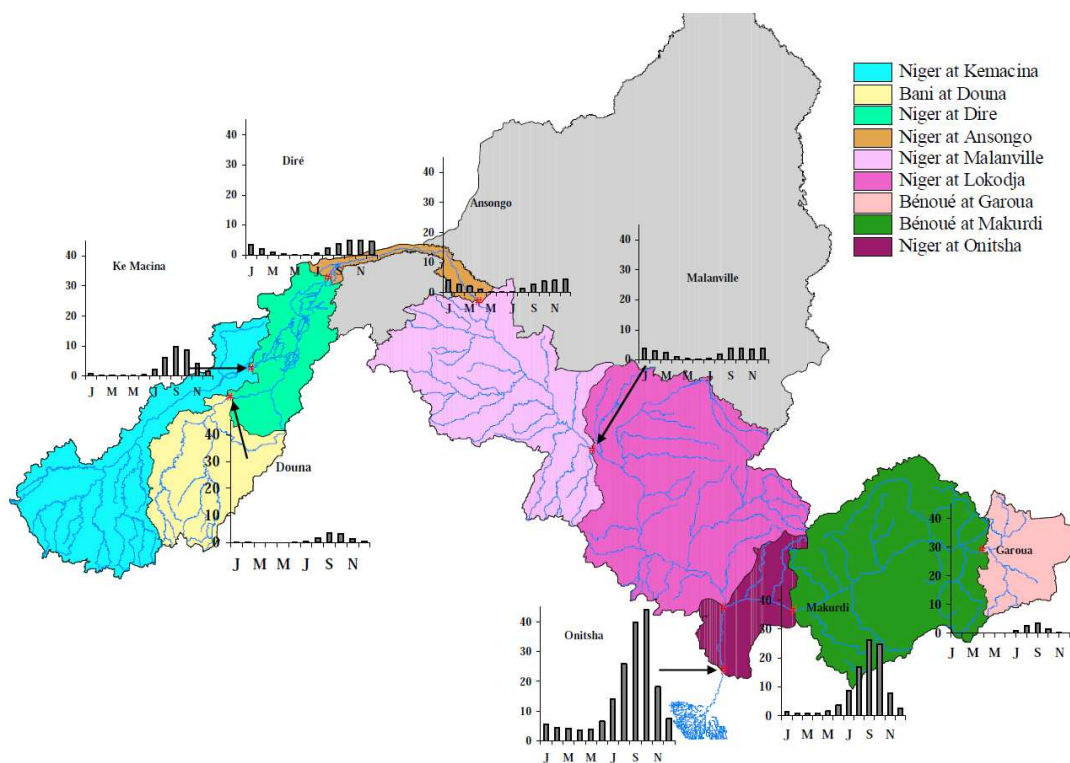 Niger at Kemacina
Bani at Douna
Niger at Dire
Niger at Ansongo
Niger at Malanville
Niger at Lokodja
Bénoué at Garoua
Bénoué at Makurdi
Niger at Onitsha
Diré
40
30
20
10
0
J M M J S N
Ansongo
40
30
20
10
0
J M M J S N
Malanville
40
30
20
10
0
J M M J S N
Ke Macina
40
30
20
10
0
J M M J S N
Douna
40
30
20
10
0
J M M J S N
Garoua
40
30
20
10
0
J M M J S N
Makurdi
40
30
20
10
0
J M M J S N
Onitsha
40
30
20
10
0
J M M J S N